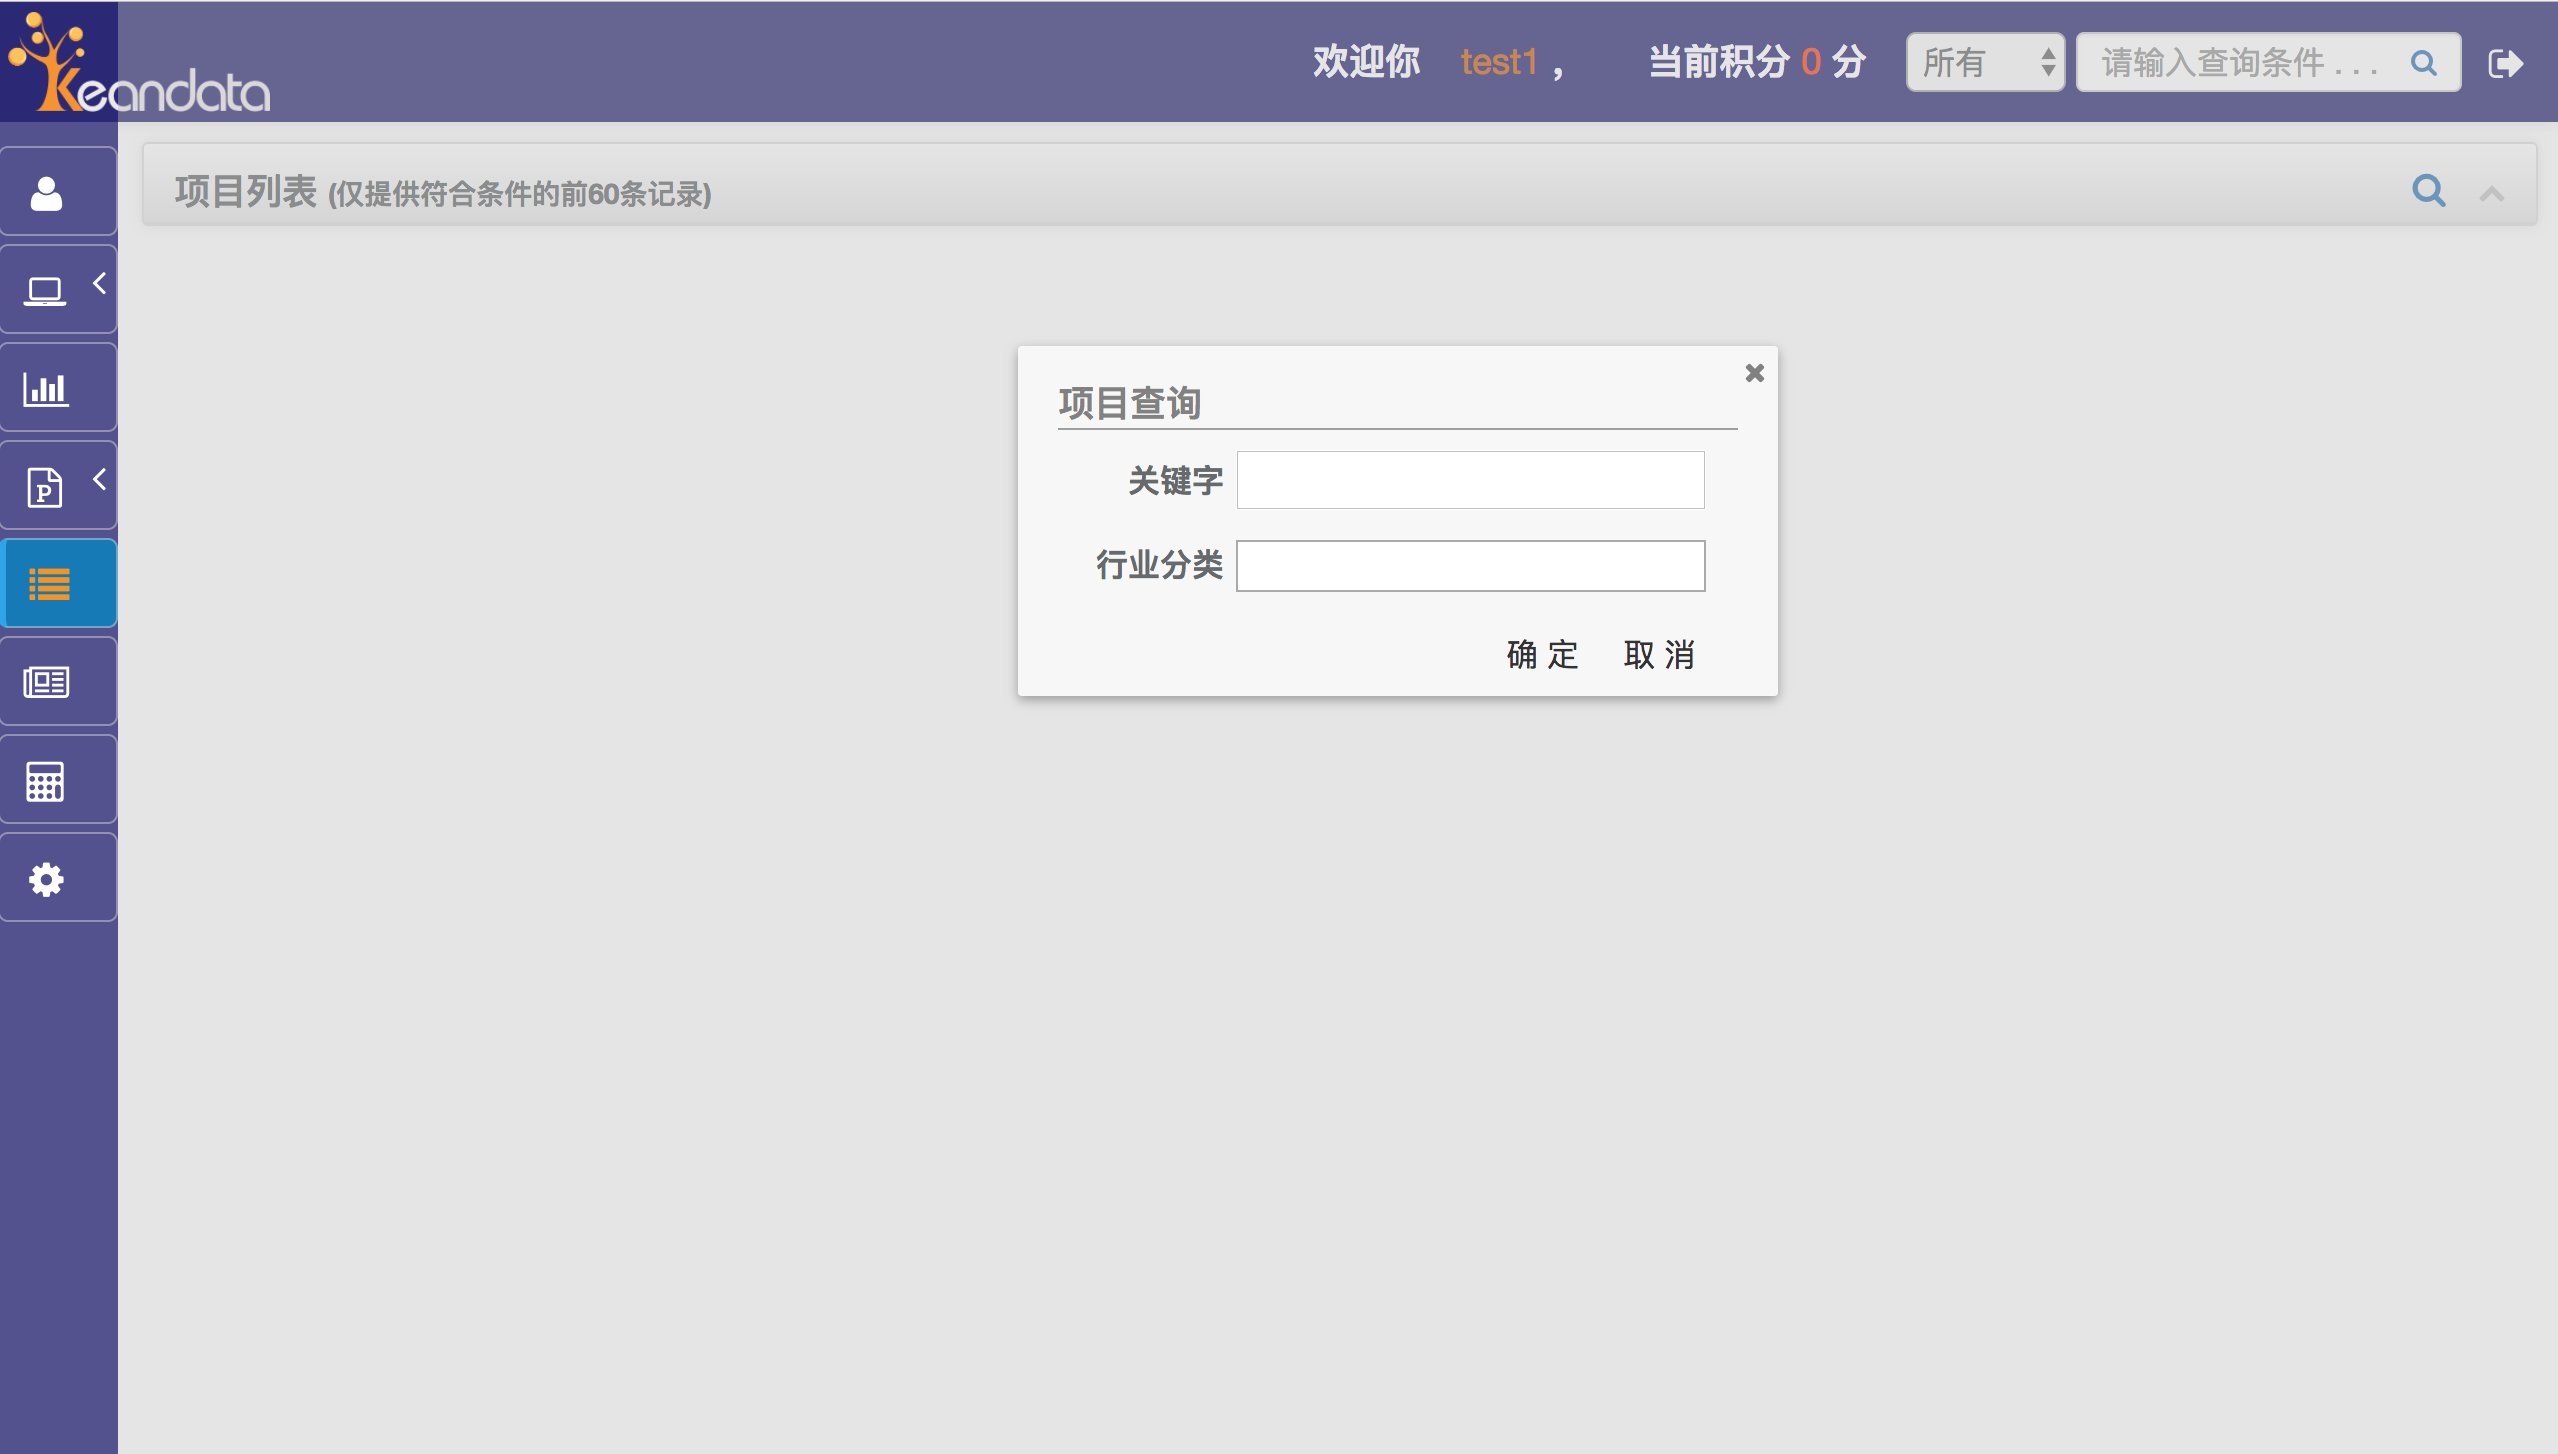 Keandata
欢迎你 test1 ， 当前积分 0 分 所有 请输入查询条件 . . .
项目列表 (仅提供符合条件的前60条记录)
项目查询
关键字
行业分类
确 定 取 消